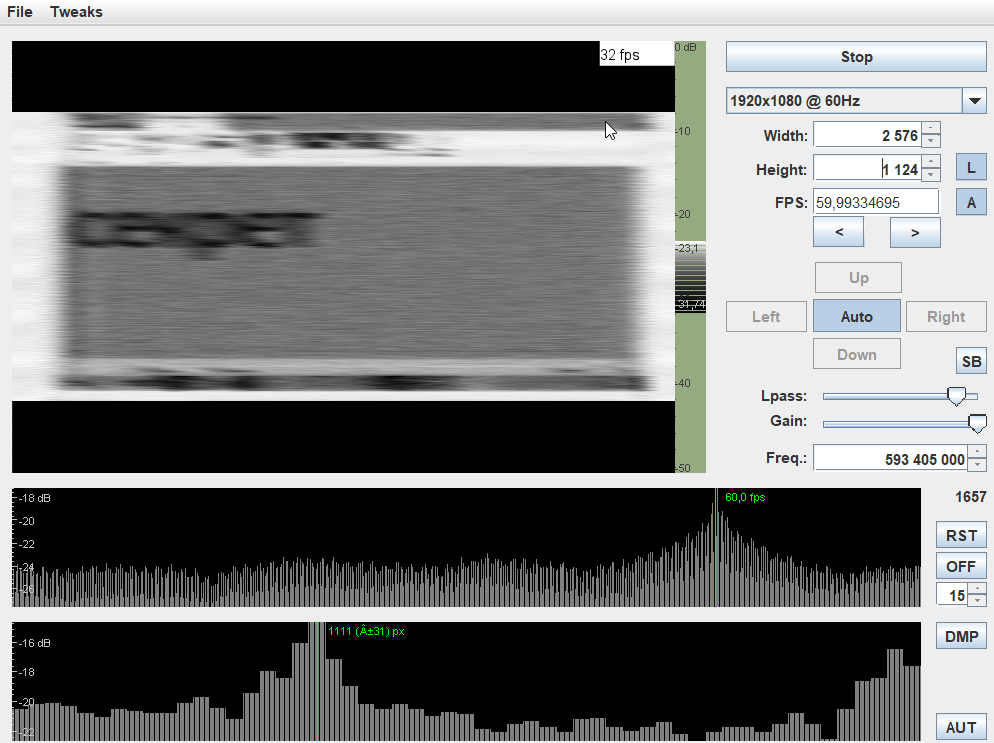 File Tweaks
32 fps
0 dB
-10
-20
-23,1
-31,74
-40
-50
Stop
1920x1080 @ 60Hz
Width: 2 576
Height: 1 124 L
FPS: 59,99334695 A
< >
Up
Left Auto Right
Down
SB
Lpass:
Gain:
Freq.: 593 405 000
-18 dB
-20
-22
-24
-26
60,0 fps
1657
RST
OFF
15
-16 dB
-18
-20
-22
1111 (Â±31) px
DMP
AUT